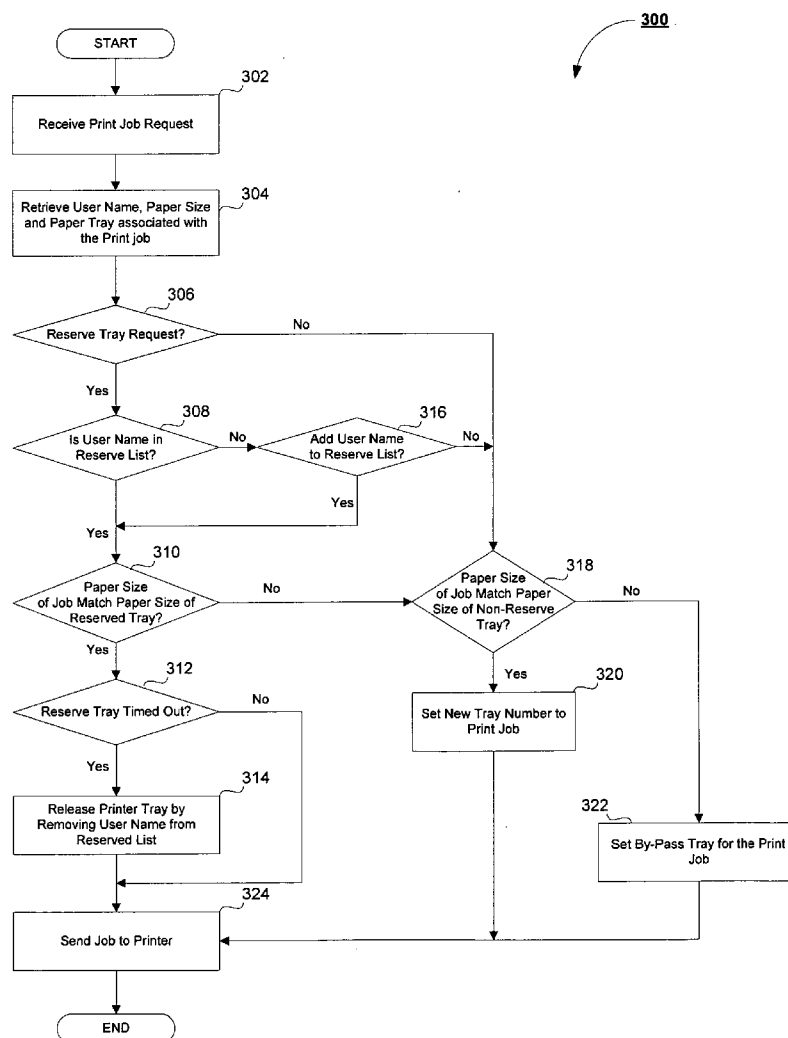 300
START
302
Receive Print Job Request
304
Retrieve User Name, Paper Size
and Paper Tray associated with
the Print job
306
Reserve Tray Request?
No
Yes
308
Is User Name in
Reserve List?
No
316
Add User Name
to Reserve List?
No
Yes
Yes
310
Paper Size
of Job Match Paper Size of
Reserved Tray?
No
318
Paper Size
of Job Match Paper
Size of Non-Reserve
Tray?
No
Yes
312
Reserve Tray Timed Out?
No
Yes
320
Set New Tray Number to
Print Job
Yes
314
Release Printer Tray by
Removing User Name from
Reserved List
322
Set By-Pass Tray for the Print
Job
324
Send Job to Printer
END